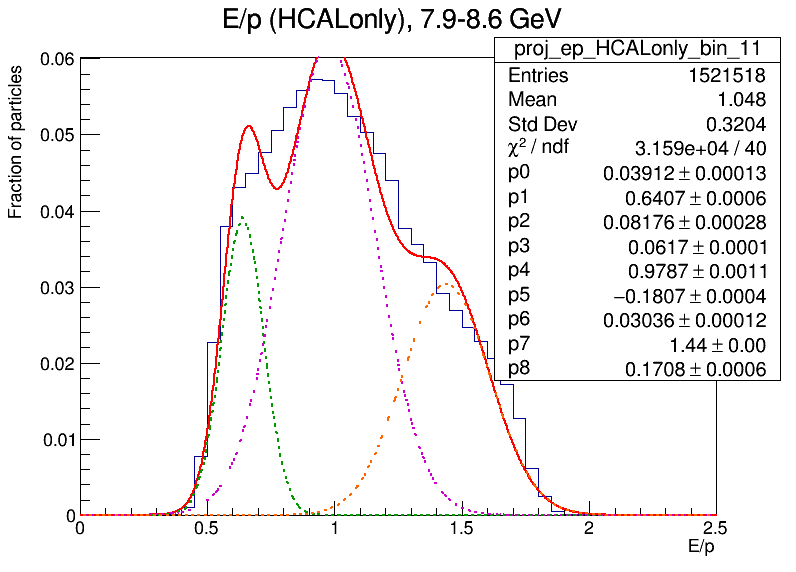 E/p (HCALonly), 7.9-8.6 GeV
proj_ep_HCALonly_bin_11
Entries 1521518
Mean 1.048
Std Dev 0.3204
χ² / ndf 3.159e+04 / 40
p0 0.03912 ± 0.00013
p1 0.6407 ± 0.0006
p2 0.08176 ± 0.00028
p3 0.0617 ± 0.0001
p4 0.9787 ± 0.0011
p5 −0.1807 ± 0.0004
p6 0.03036 ± 0.00012
p7 1.44 ± 0.00
p8 0.1708 ± 0.0006
Fraction of particles
0.06
0.05
0.04
0.03
0.02
0.01
0
0 0.5 1 1.5 2 2.5
E/p